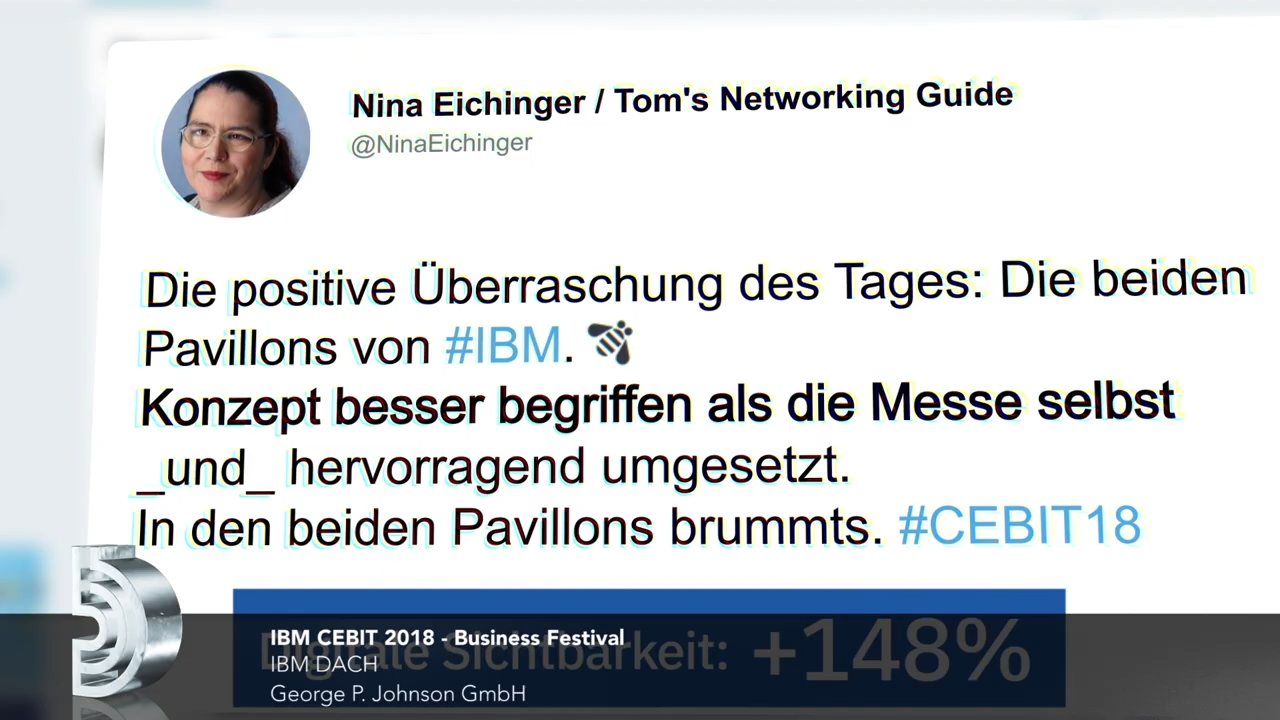 Nina Eichinger / Tom's Networking Guide
@NinaEichinger
Die positive Überraschung des Tages: Die beiden
Pavillons von #IBM.
Konzept besser begriffen als die Messe selbst
_und_ hervorragend umgesetzt.
In den beiden Pavillons brummts. #CEBIT18
Digitale Sichtbarkeit: +148%
IBM CEBIT 2018 - Business Festival
IBM DACH
George P. Johnson GmbH